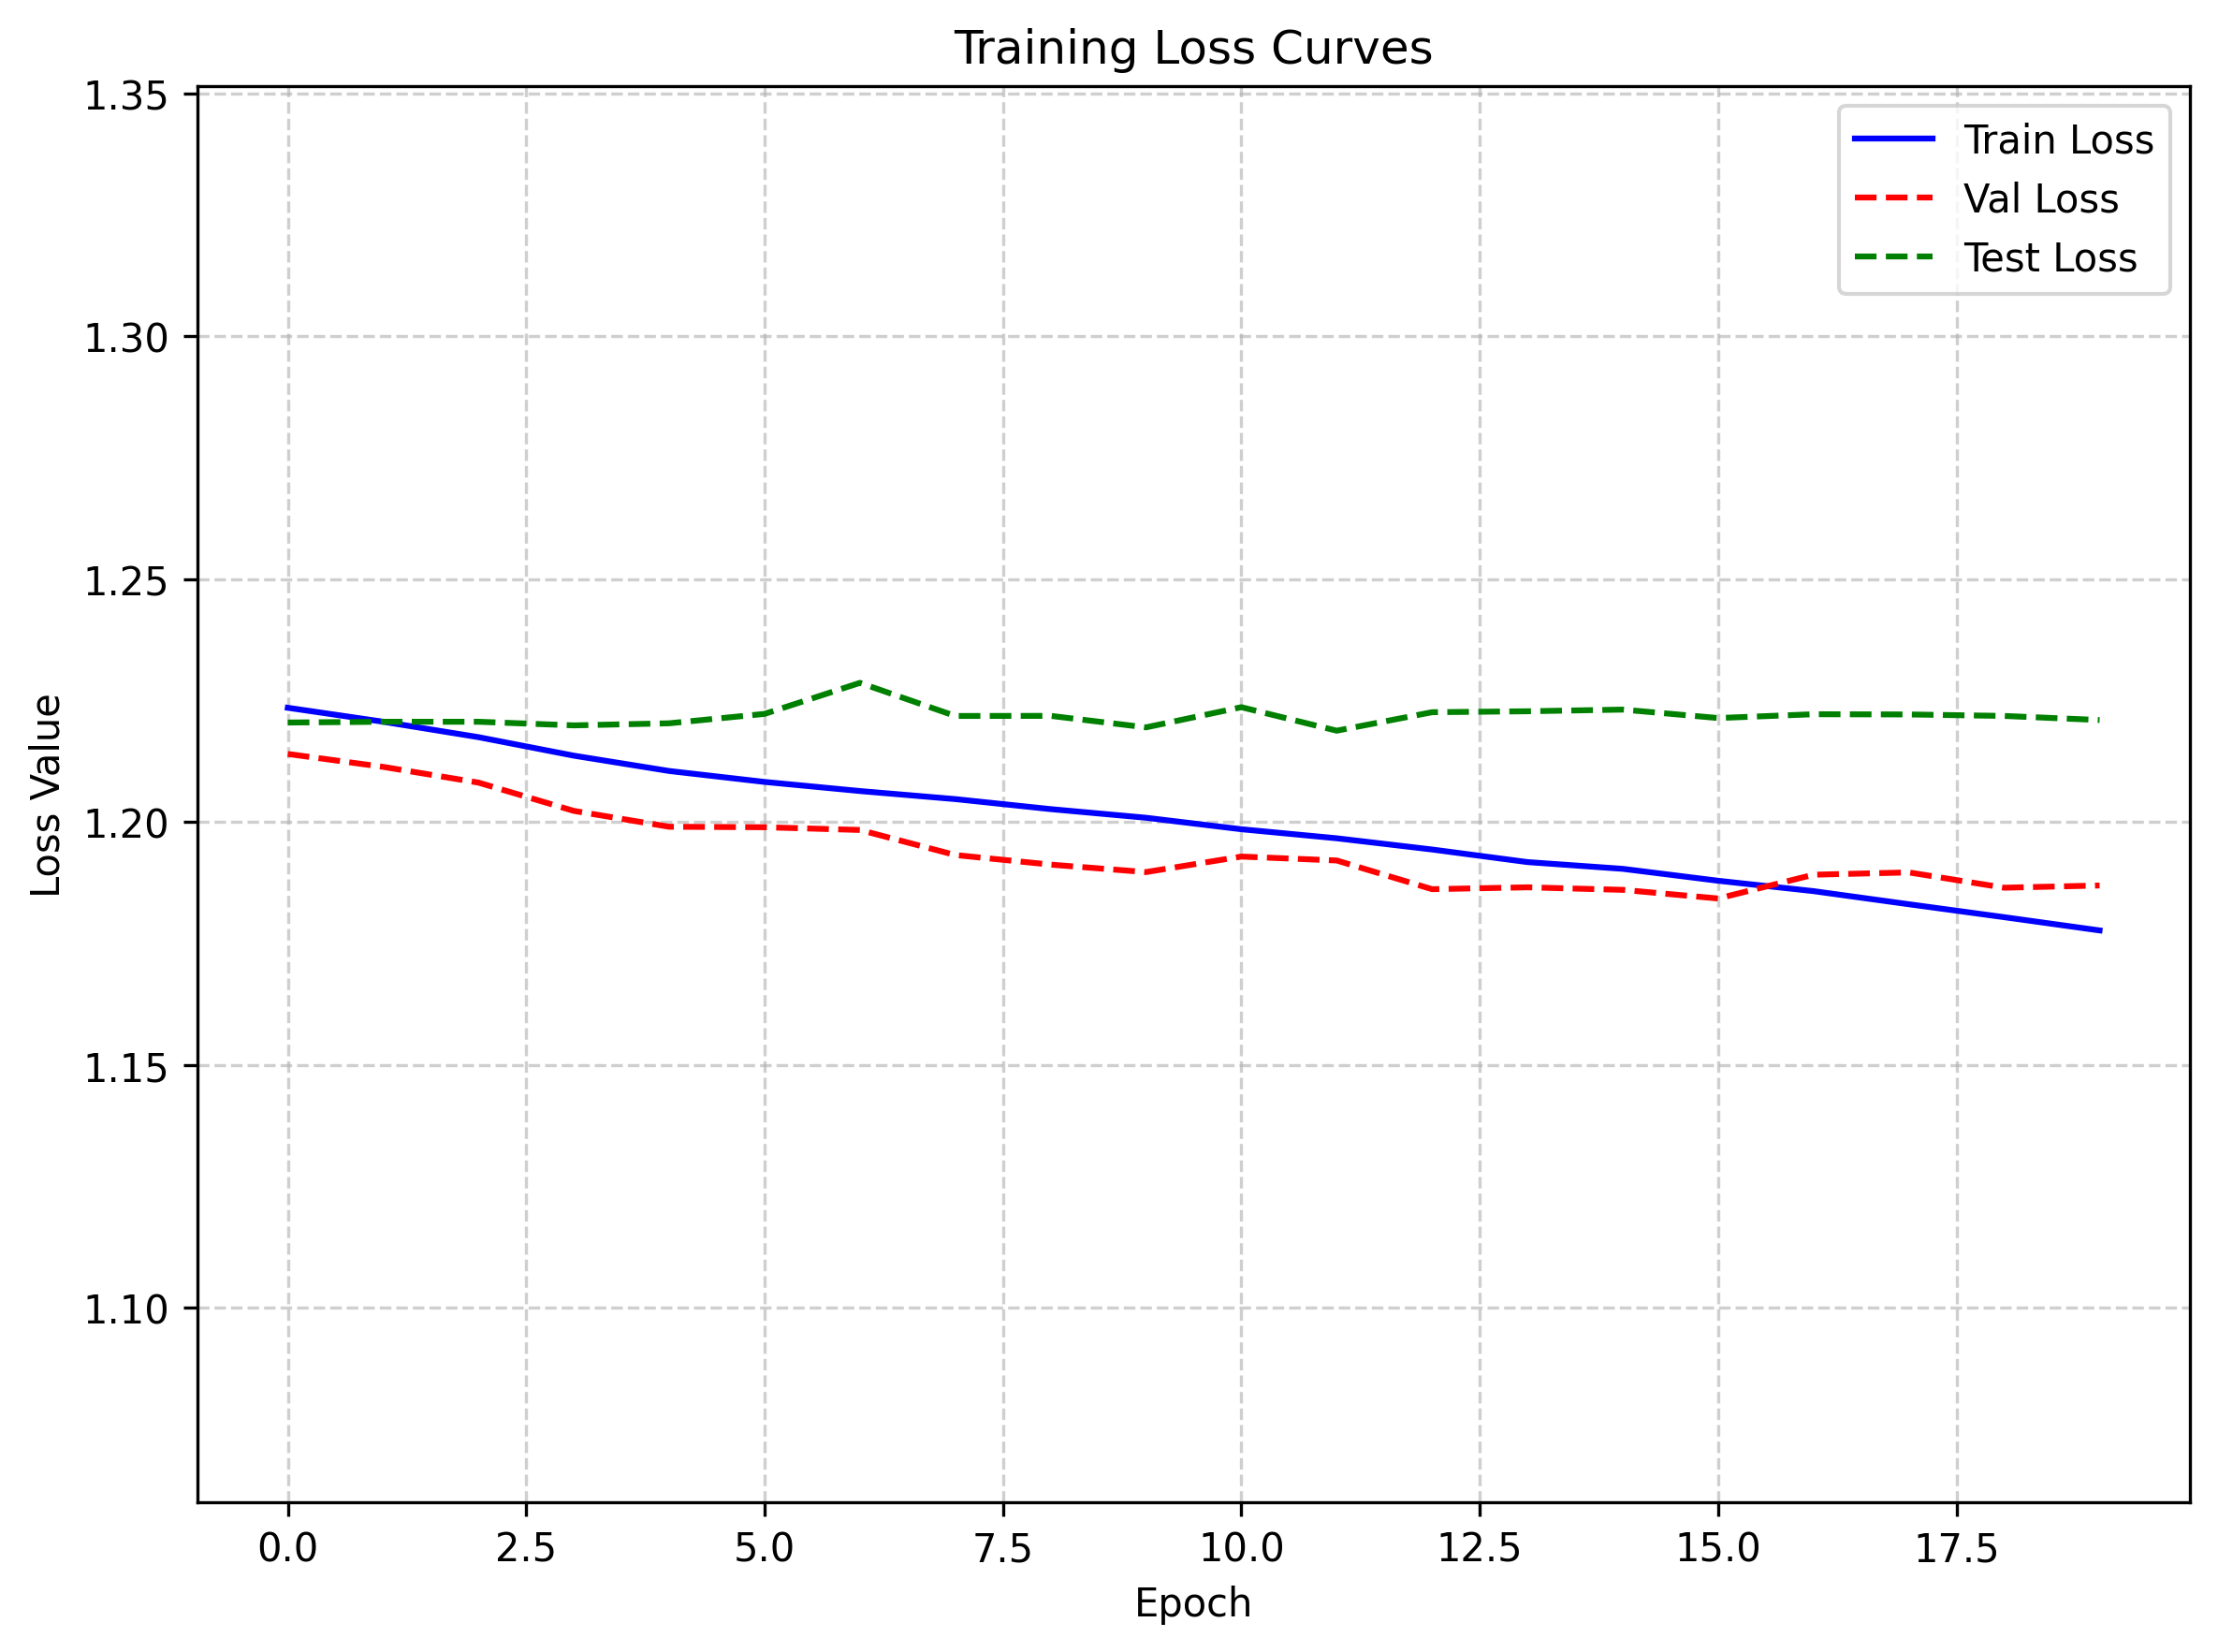 Training Loss Curves
1.35
1.30
1.25
1.20
1.15
1.10
Loss Value
Train Loss
Val Loss
Test Loss
0.0 2.5 5.0 7.5 10.0 12.5 15.0 17.5
Epoch